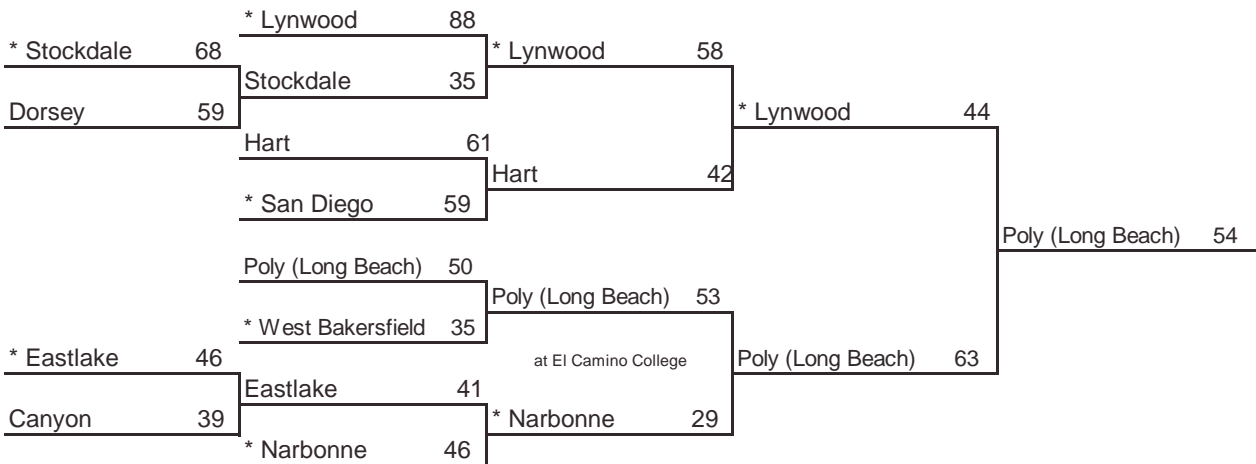 * Lynwood 88
* Stockdale 68
* Lynwood 58
Stockdale 35
Dorsey 59
* Lynwood 44
Hart 61
Hart 42
* San Diego 59
Poly (Long Beach) 54
Poly (Long Beach) 50
Poly (Long Beach) 53
* West Bakersfield 35
* Eastlake 46
at El Camino College
Poly (Long Beach) 63
Eastlake 41
Canyon 39
* Narbonne 29
* Narbonne 46